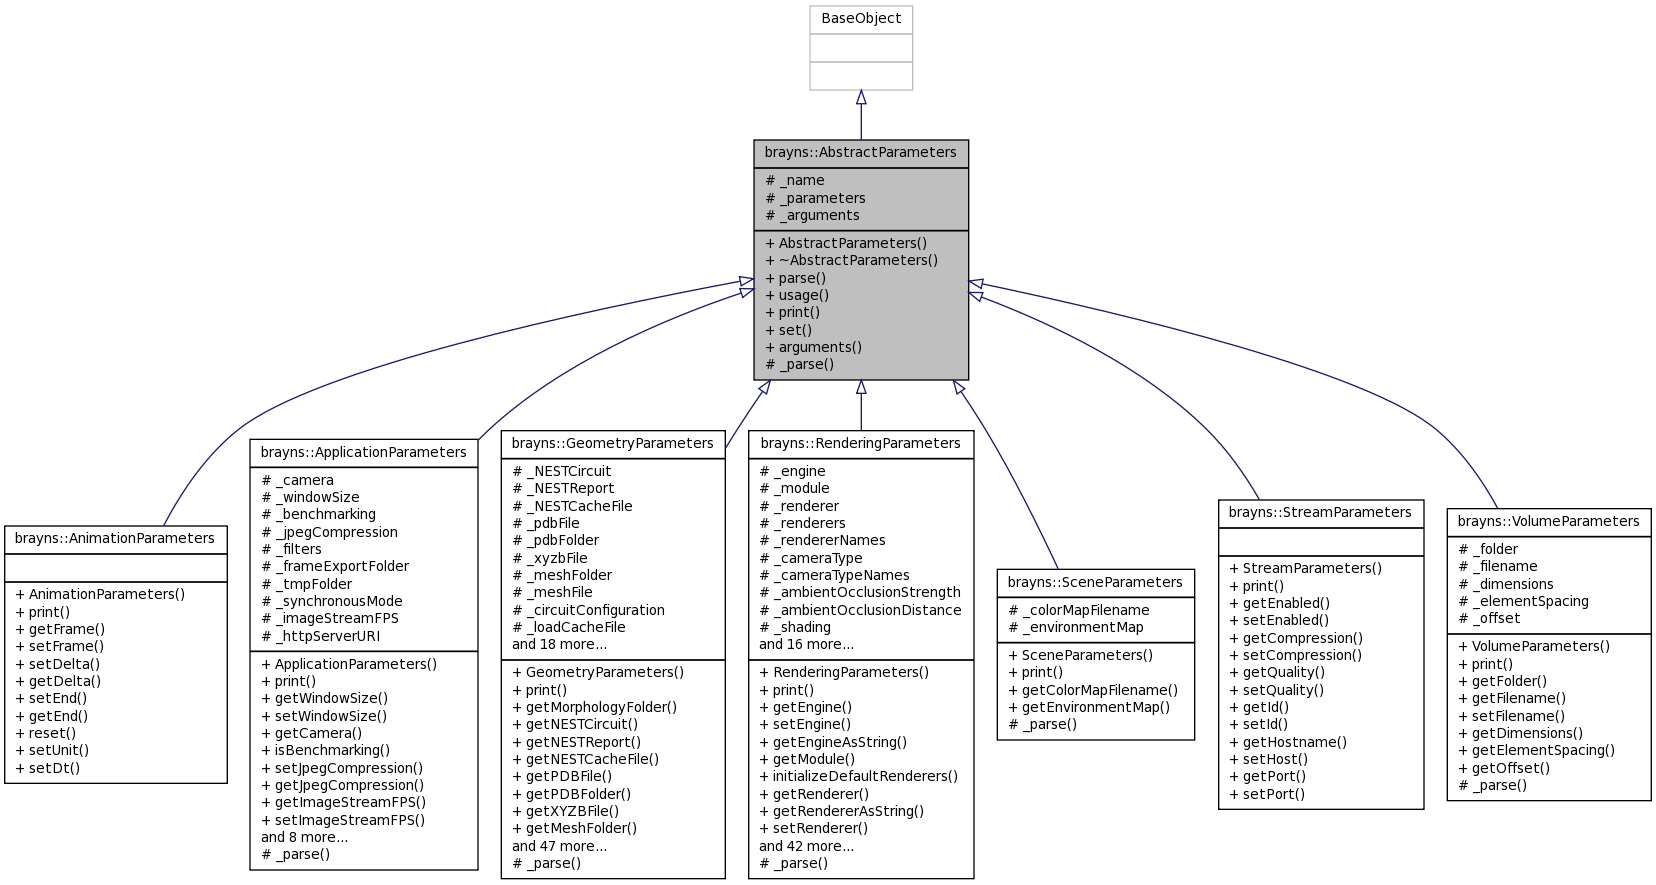 BaseObject
brayns::AbstractParameters
# _name
# _parameters
# _arguments
+ AbstractParameters()
+ ~AbstractParameters()
+ parse()
+ usage()
+ print()
+ set()
+ arguments()
# _parse()
brayns::AnimationParameters
+ AnimationParameters()
+ print()
+ getFrame()
+ setFrame()
+ setDelta()
+ getDelta()
+ setEnd()
+ getEnd()
+ reset()
+ setUnit()
+ setDt()
brayns::ApplicationParameters
# _camera
# _windowSize
# _benchmarking
# _jpegCompression
# _filters
# _frameExportFolder
# _tmpFolder
# _synchronousMode
# _imageStreamFPS
# _httpServerURI
+ ApplicationParameters()
+ print()
+ getWindowSize()
+ setWindowSize()
+ getCamera()
+ isBenchmarking()
+ setJpegCompression()
+ getJpegCompression()
+ getImageStreamFPS()
+ setImageStreamFPS()
and 8 more...
# _parse()
brayns::GeometryParameters
# _NESTCircuit
# _NESTReport
# _NESTCacheFile
# _pdbFile
# _pdbFolder
# _xyzbFile
# _meshFolder
# _meshFile
# _circuitConfiguration
# _loadCacheFile
and 18 more...
+ GeometryParameters()
+ print()
+ getMorphologyFolder()
+ getNESTCircuit()
+ getNESTReport()
+ getNESTCacheFile()
+ getPDBFile()
+ getPDBFolder()
+ getXYZBFile()
+ getMeshFolder()
and 47 more...
# _parse()
brayns::RenderingParameters
# _engine
# _module
# _renderer
# _renderers
# _rendererNames
# _cameraType
# _cameraTypeNames
# _ambientOcclusionStrength
# _ambientOcclusionDistance
# _shading
and 16 more...
+ RenderingParameters()
+ print()
+ getEngine()
+ setEngine()
+ getEngineAsString()
+ getModule()
+ initializeDefaultRenderers()
+ getRenderer()
+ getRendererAsString()
+ setRenderer()
and 42 more...
# _parse()
brayns::SceneParameters
# _colorMapFilename
# _environmentMap
+ SceneParameters()
+ print()
+ getColorMapFilename()
+ getEnvironmentMap()
# _parse()
brayns::StreamParameters
+ StreamParameters()
+ print()
+ getEnabled()
+ setEnabled()
+ getCompression()
+ setCompression()
+ getQuality()
+ setQuality()
+ getId()
+ setId()
+ getHostname()
+ setHost()
+ getPort()
+ setPort()
brayns::VolumeParameters
# _folder
# _filename
# _dimensions
# _elementSpacing
# _offset
+ VolumeParameters()
+ print()
+ getFolder()
+ getFilename()
+ setFilename()
+ getDimensions()
+ getElementSpacing()
+ getOffset()
# _parse()